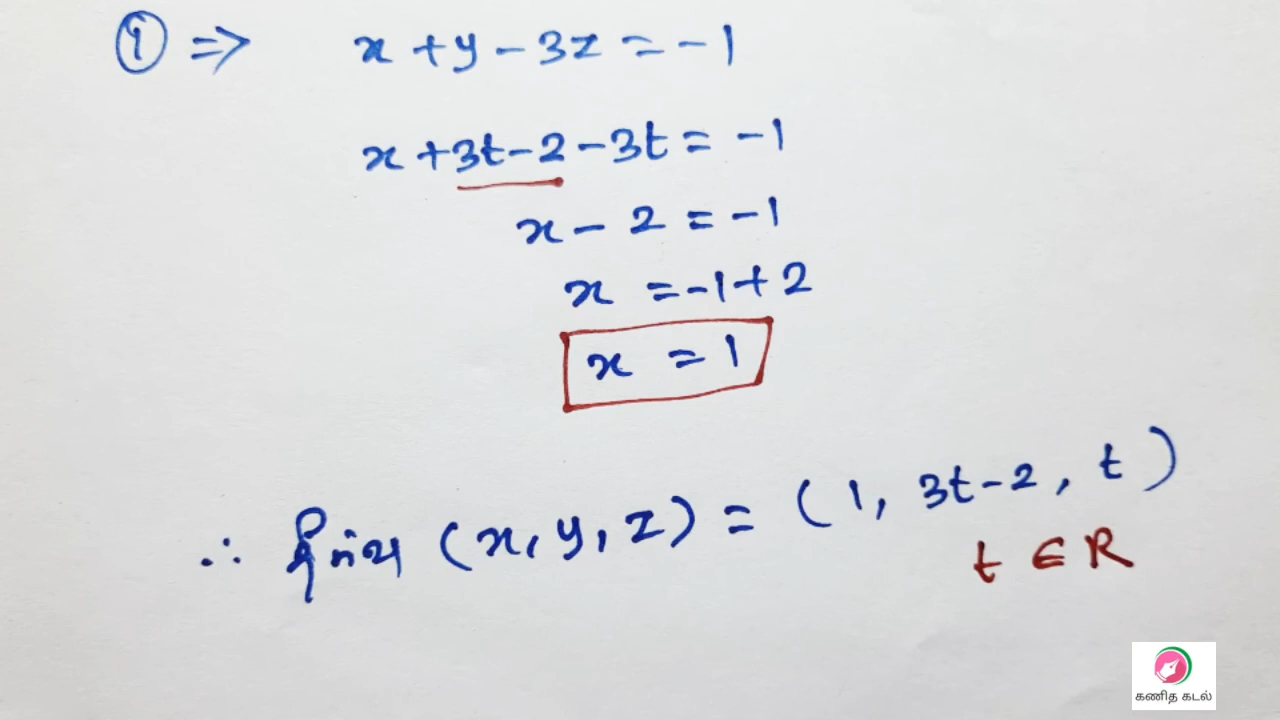 ① ⇒ x + y - 3z = -1
x + 3t - 2 - 3t = -1
x - 2 = -1
x = -1 + 2
x = 1
∴ தீர்வு (x, y, z) = (1, 3t - 2, t)
t ∈ R
கணித கடல்